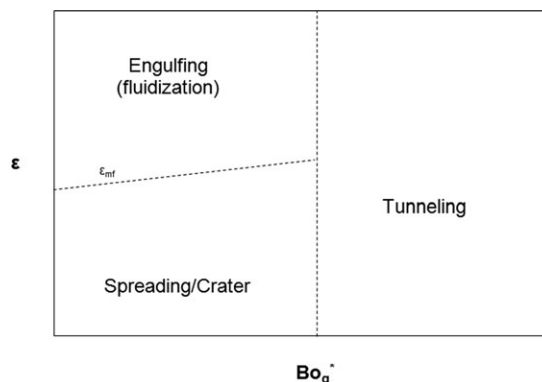 Engulfing
(fluidization)
ε
εmf
Tunneling
Spreading/Crater
Bog*